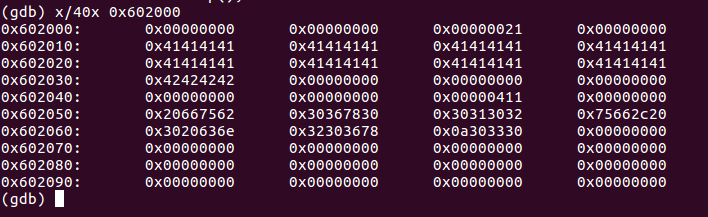 (gdb) x/40x 0x602000
0x602000: 0x00000000 0x00000000 0x00000021 0x00000000
0x602010: 0x41414141 0x41414141 0x41414141 0x41414141
0x602020: 0x41414141 0x41414141 0x41414141 0x41414141
0x602030: 0x42424242 0x00000000 0x00000000 0x00000000
0x602040: 0x00000000 0x00000000 0x00000411 0x00000000
0x602050: 0x20667562 0x30367830 0x30313032 0x75662c20
0x602060: 0x3020636e 0x32303678 0x0a303330 0x00000000
0x602070: 0x00000000 0x00000000 0x00000000 0x00000000
0x602080: 0x00000000 0x00000000 0x00000000 0x00000000
0x602090: 0x00000000 0x00000000 0x00000000 0x00000000
(gdb)